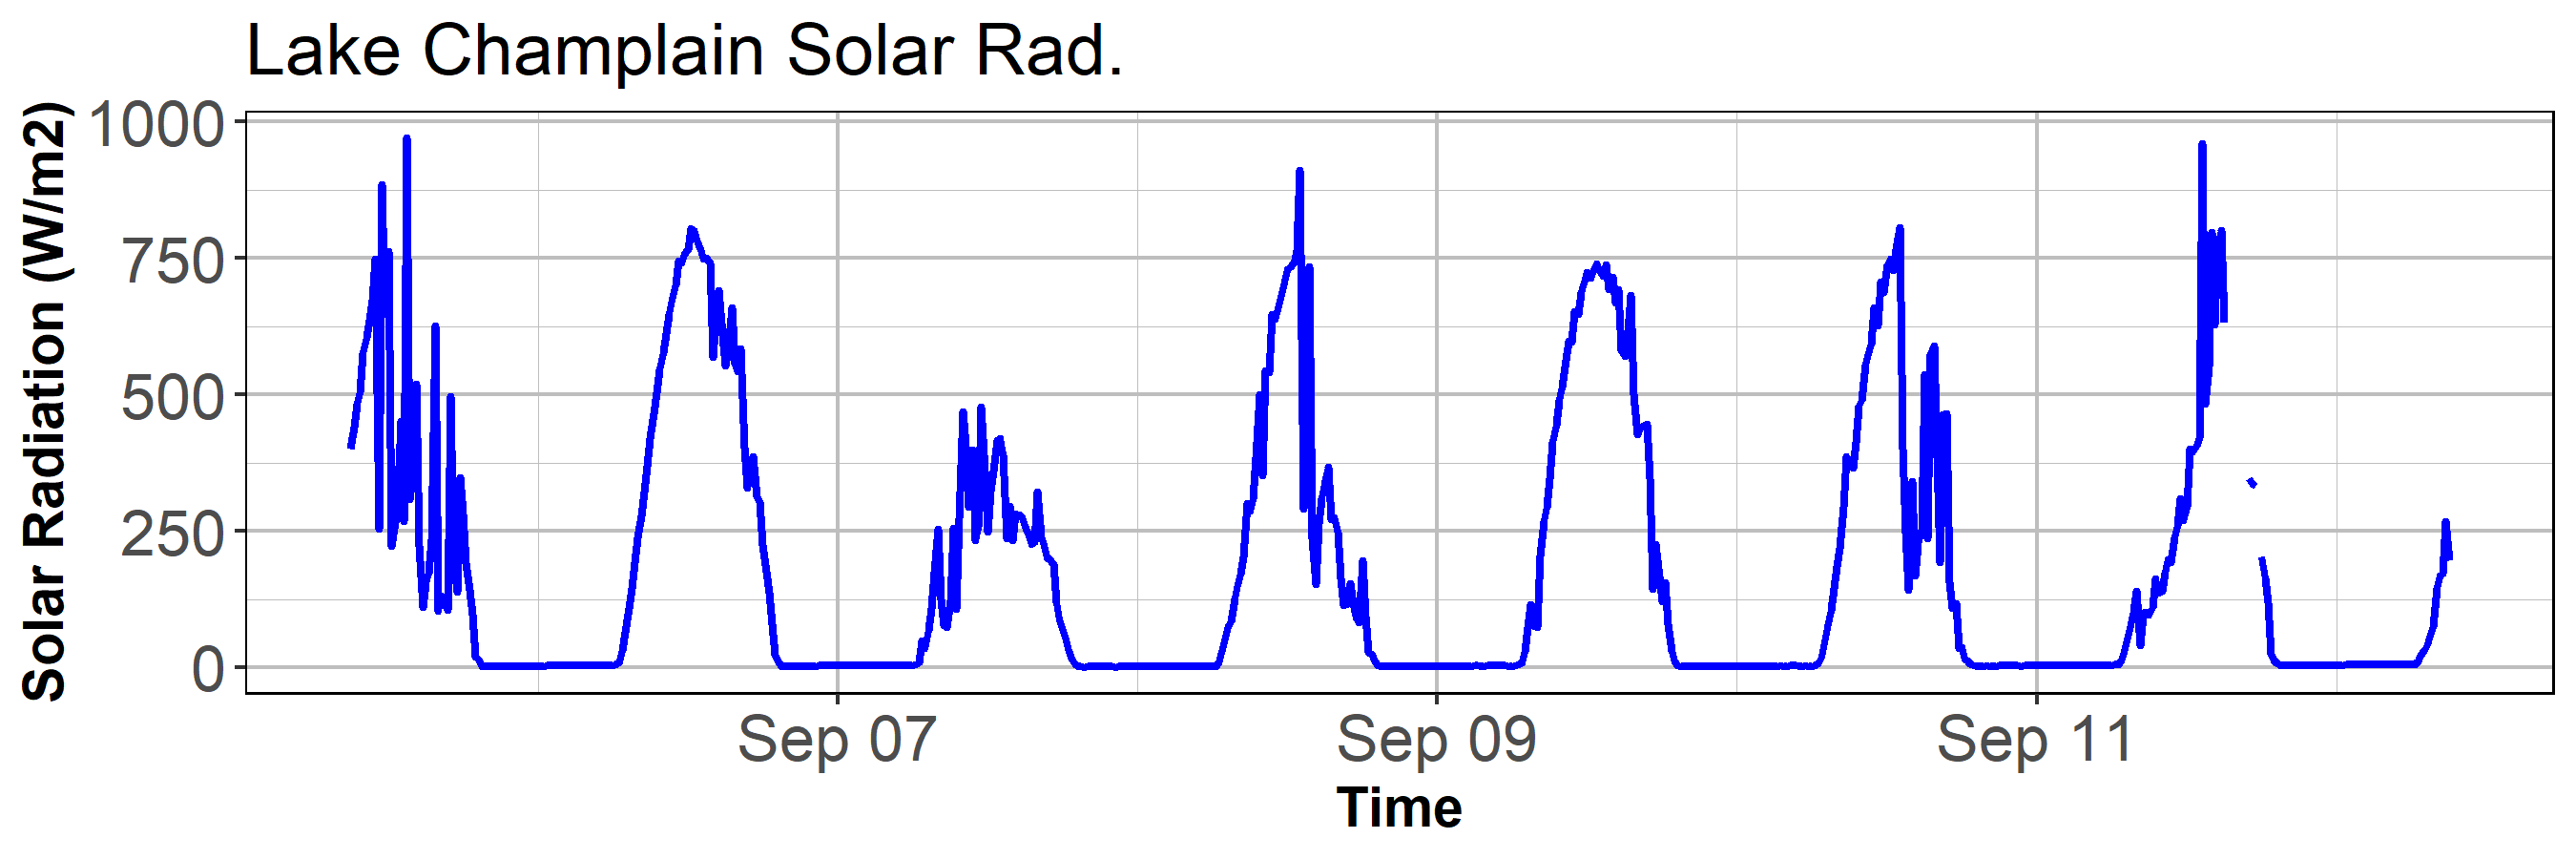 Lake Champlain Solar Rad.
Solar Radiation (W/m2)
1000
750
500
250
0
Sep 07 Sep 09 Sep 11
Time